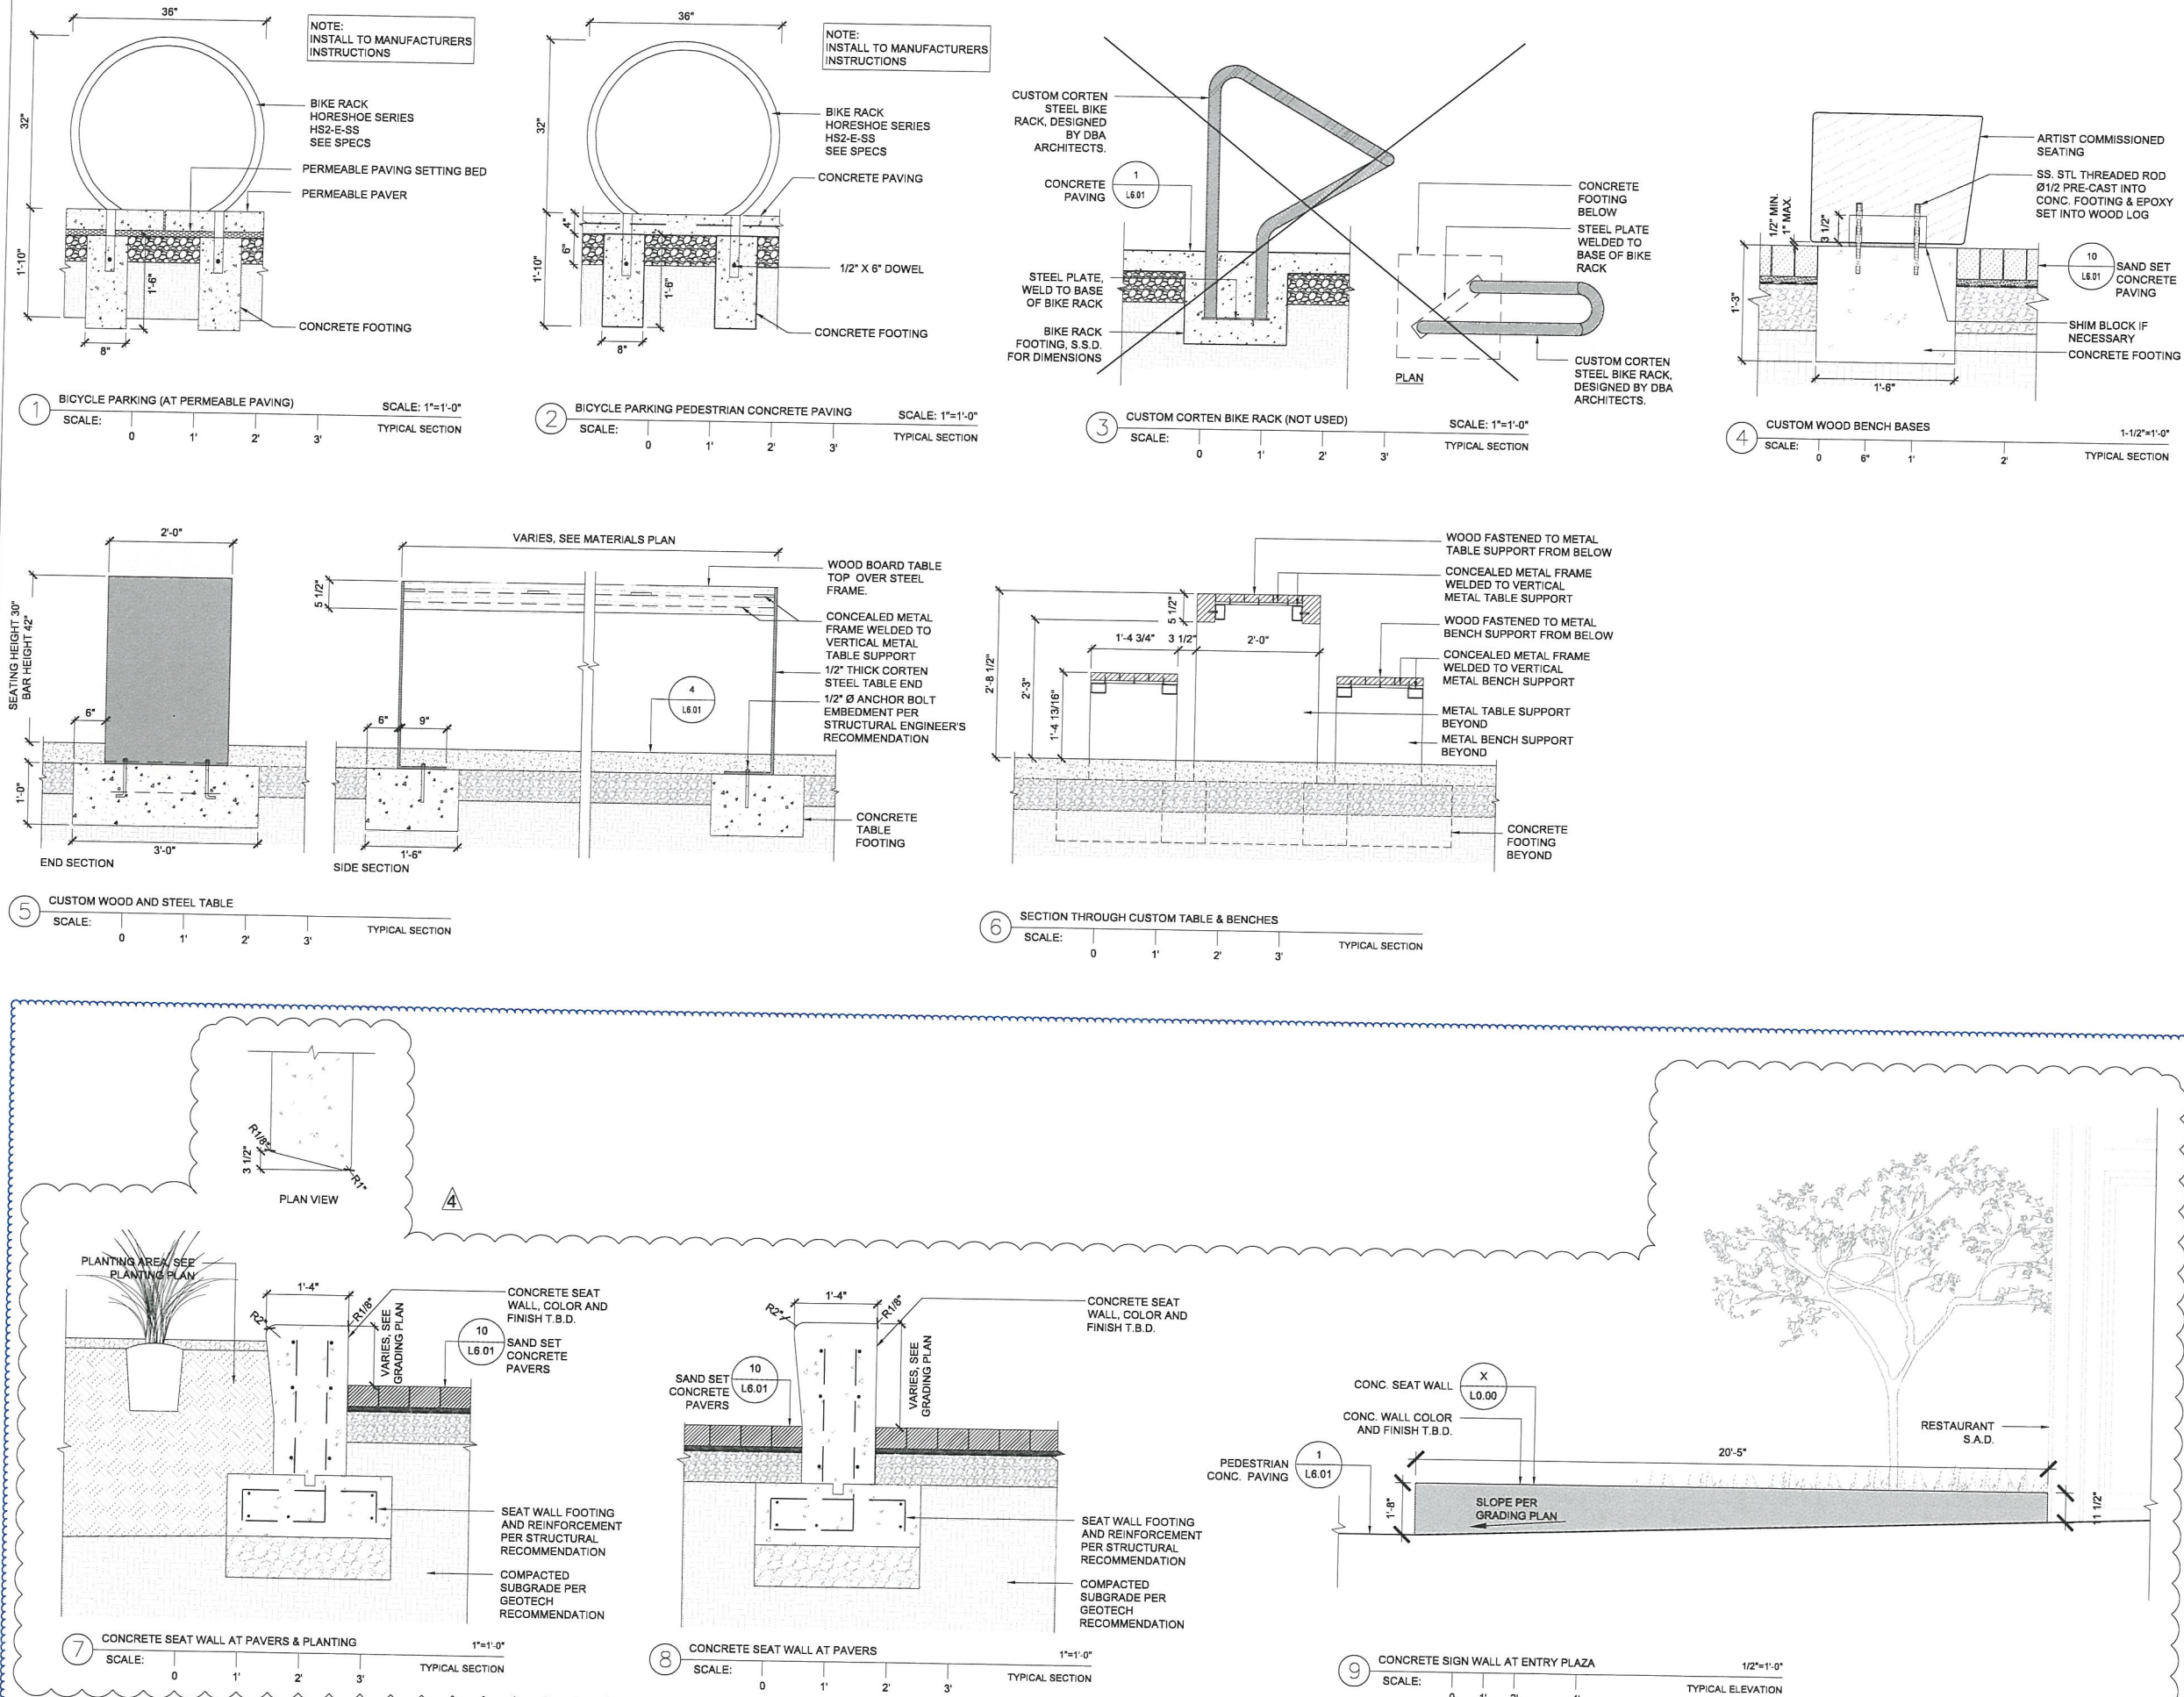 36"
NOTE:
INSTALL TO MANUFACTURERS
INSTRUCTIONS
32"
BIKE RACK
HORESHOE SERIES
HS2-E-SS
SEE SPECS
PERMEABLE PAVING SETTING BED
PERMEABLE PAVER
1'-10"
1'-6"
CONCRETE FOOTING
8"
1
BICYCLE PARKING (AT PERMEABLE PAVING)
SCALE: 1"=1'-0"
SCALE:
0 1' 2' 3'
TYPICAL SECTION
36"
NOTE:
INSTALL TO MANUFACTURERS
INSTRUCTIONS
32"
BIKE RACK
HORESHOE SERIES
HS2-E-SS
SEE SPECS
CONCRETE PAVING
4"
6"
1'-10"
1/2" X 6" DOWEL
1'-6"
CONCRETE FOOTING
8"
2
BICYCLE PARKING PEDESTRIAN CONCRETE PAVING
SCALE: 1"=1'-0"
SCALE:
0 1' 2' 3'
TYPICAL SECTION
CUSTOM CORTEN
STEEL BIKE
RACK, DESIGNED
BY DBA
ARCHITECTS.
CONCRETE
PAVING
1
L6.01
STEEL PLATE,
WELD TO BASE
OF BIKE RACK
BIKE RACK
FOOTING, S.S.D.
FOR DIMENSIONS
CONCRETE
FOOTING
BELOW
STEEL PLATE
WELDED TO
BASE OF BIKE
RACK
CUSTOM CORTEN
STEEL BIKE RACK,
DESIGNED BY DBA
ARCHITECTS.
PLAN
3
CUSTOM CORTEN BIKE RACK (NOT USED)
SCALE: 1"=1'-0"
SCALE:
0 1' 2' 3'
TYPICAL SECTION
ARTIST COMMISSIONED
SEATING
SS. STL THREADED ROD
Ø1/2 PRE-CAST INTO
CONC. FOOTING & EPOXY
SET INTO WOOD LOG
1/2" MIN.
1" MAX.
3 1/2"
10
L6.01
SAND SET
CONCRETE
PAVING
1'-3"
SHIM BLOCK IF
NECESSARY
CONCRETE FOOTING
1'-6"
4
CUSTOM WOOD BENCH BASES
1-1/2"=1'-0"
SCALE:
0 6" 1' 2'
TYPICAL SECTION
2'-0"
SEATING HEIGHT 30"
BAR HEIGHT 42"
6"
1'-0"
3'-0"
END SECTION
VARIES, SEE MATERIALS PLAN
5 1/2"
WOOD BOARD TABLE
TOP OVER STEEL
FRAME.
CONCEALED METAL
FRAME WELDED TO
VERTICAL METAL
TABLE SUPPORT
1/2" THICK CORTEN
STEEL TABLE END
1/2" Ø ANCHOR BOLT
EMBEDMENT PER
STRUCTURAL ENGINEER'S
RECOMMENDATION
4
L6.01
6"
9"
CONCRETE
TABLE
FOOTING
1'-6"
SIDE SECTION
5
CUSTOM WOOD AND STEEL TABLE
SCALE:
0 1' 2' 3'
TYPICAL SECTION
WOOD FASTENED TO METAL
TABLE SUPPORT FROM BELOW
CONCEALED METAL FRAME
WELDED TO VERTICAL
METAL TABLE SUPPORT
WOOD FASTENED TO METAL
BENCH SUPPORT FROM BELOW
CONCEALED METAL FRAME
WELDED TO VERTICAL
METAL BENCH SUPPORT
METAL TABLE SUPPORT
BEYOND
METAL BENCH SUPPORT
BEYOND
5 1/2"
1'-4 3/4"
3 1/2"
2'-0"
2'-8 1/2"
2'-3"
1'-4 13/16"
CONCRETE
FOOTING
BEYOND
6
SECTION THROUGH CUSTOM TABLE & BENCHES
SCALE:
0 1' 2' 3'
TYPICAL SECTION
R1/8"
3 1/2"
R1"
PLAN VIEW
4
PLANTING AREA, SEE
PLANTING PLAN
1'-4"
R2"
R1/8"
VARIES, SEE
GRADING PLAN
CONCRETE SEAT
WALL, COLOR AND
FINISH T.B.D.
10
L6.01
SAND SET
CONCRETE
PAVERS
SEAT WALL FOOTING
AND REINFORCEMENT
PER STRUCTURAL
RECOMMENDATION
COMPACTED
SUBGRADE PER
GEOTECH
RECOMMENDATION
7
CONCRETE SEAT WALL AT PAVERS & PLANTING
1"=1'-0"
SCALE:
0 1' 2' 3'
TYPICAL SECTION
1'-4"
R2"
R1/8"
CONCRETE SEAT
WALL, COLOR AND
FINISH T.B.D.
VARIES, SEE
GRADING PLAN
SAND SET
CONCRETE
PAVERS
10
L6.01
SEAT WALL FOOTING
AND REINFORCEMENT
PER STRUCTURAL
RECOMMENDATION
COMPACTED
SUBGRADE PER
GEOTECH
RECOMMENDATION
8
CONCRETE SEAT WALL AT PAVERS
1"=1'-0"
SCALE:
0 1' 2' 3'
TYPICAL SECTION
CONC. SEAT WALL
X
L0.00
CONC. WALL COLOR
AND FINISH T.B.D.
PEDESTRIAN
CONC. PAVING
1
L6.01
RESTAURANT
S.A.D.
20'-5"
1'-8"
SLOPE PER
GRADING PLAN
11 1/2"
9
CONCRETE SIGN WALL AT ENTRY PLAZA
1/2"=1'-0"
SCALE:
0 1' 2' 4'
TYPICAL ELEVATION